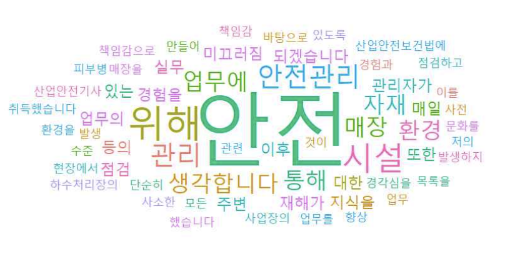 책임감 바탕으로 있도록
책임감으로 만들어 미끄러짐 되겠습니다 산업안전보건법에
피부병 매장을 실무 업무에 안전관리 경험과 점검하고
산업안전기사 있는 경험을 안전 자재 관리자가 이를
취득했습니다 업무의 위해 매장 매일 사전
환경을 발생 시설 환경 문화를 저의
수준 등의 관리 관련 이후 것이 또한 발생하지
현장에서 점검 생각합니다 통해 대한 경각심을 목록을
하수처리장의 단순히
사소한 모든 주변 재해가 지식을 업무
했습니다 사업장의 업무를 향상